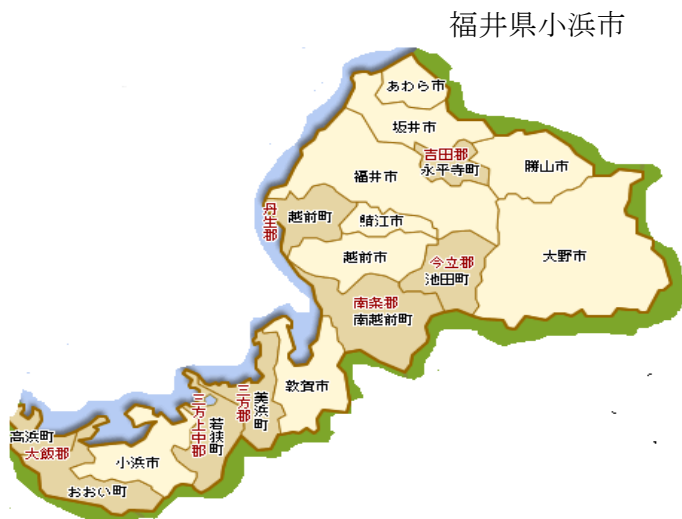 福井県小浜市
あわら市
坂井市
吉田郡
永平寺町
勝山市
福井市
丹生郡
越前町
鯖江市
越前市
今立郡
池田町
大野市
南条郡
南越前町
敦賀市
美浜町
三方郡
三方上中郡
若狭町
高浜町
大飯郡
小浜市
おおい町